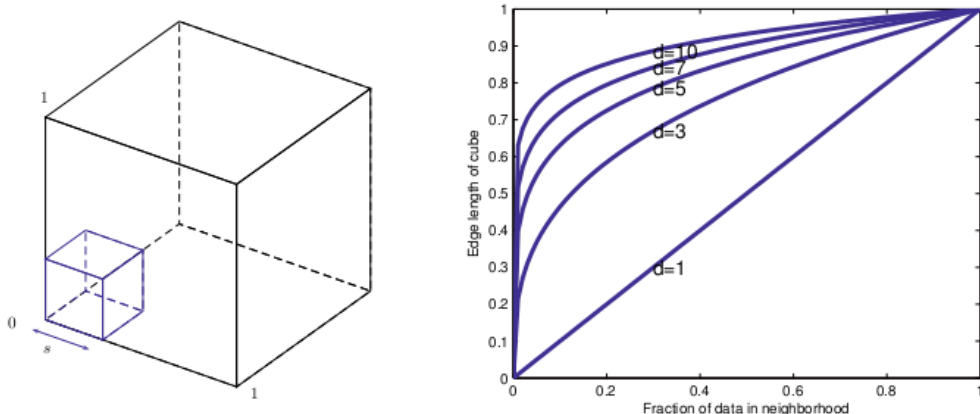 1
0
s
1
Edge length of cube
1
0.9
0.8
0.7
0.6
0.5
0.4
0.3
0.2
0.1
0
d=10
d=7
d=5
d=3
d=1
0 0.2 0.4 0.6 0.8 1
Fraction of data in neighborhood